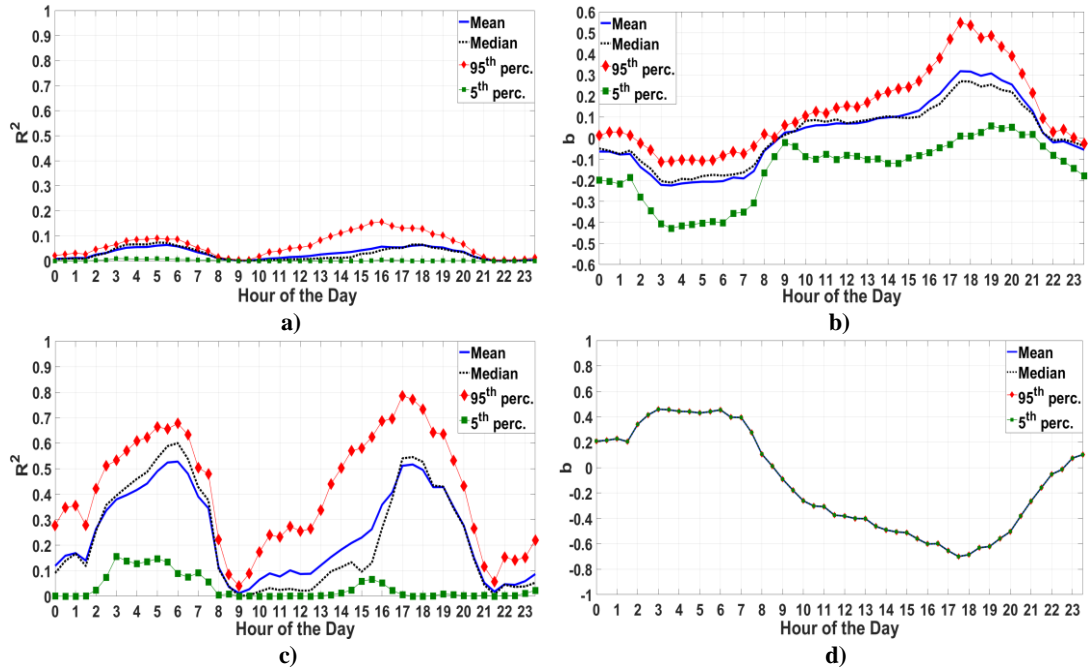 1
0.9
0.8
0.7
0.6
0.5
0.4
0.3
0.2
0.1
0
R²
0 1 2 3 4 5 6 7 8 9 10 11 12 13 14 15 16 17 18 19 20 21 22 23
Hour of the Day
Mean
Median
95th perc.
5th perc.
a)
0.6
0.5
0.4
0.3
0.2
0.1
0
-0.1
-0.2
-0.3
-0.4
-0.5
-0.6
b
0 1 2 3 4 5 6 7 8 9 10 11 12 13 14 15 16 17 18 19 20 21 22 23
Hour of the Day
Mean
Median
95th perc.
5th perc.
b)
1
0.9
0.8
0.7
0.6
0.5
0.4
0.3
0.2
0.1
0
R²
0 1 2 3 4 5 6 7 8 9 10 11 12 13 14 15 16 17 18 19 20 21 22 23
Hour of the Day
Mean
Median
95th perc.
5th perc.
c)
1
0.8
0.6
0.4
0.2
0
-0.2
-0.4
-0.6
-0.8
-1
b
0 1 2 3 4 5 6 7 8 9 10 11 12 13 14 15 16 17 18 19 20 21 22 23
Hour of the Day
Mean
Median
95th perc.
5th perc.
d)